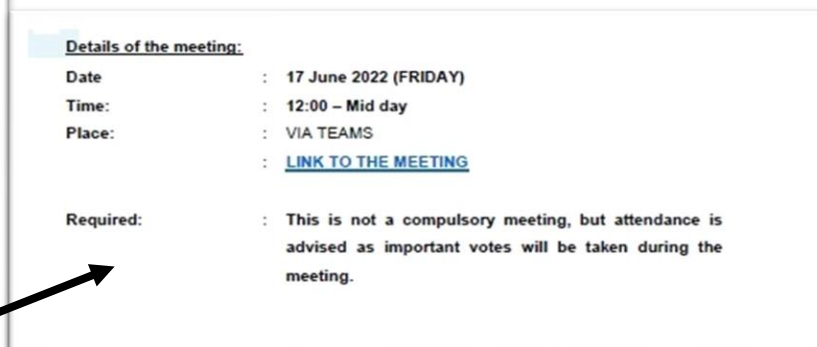 Details of the meeting:
Date : 17 June 2022 (FRIDAY)
Time: : 12:00 – Mid day
Place: : VIA TEAMS
: LINK TO THE MEETING
Required: : This is not a compulsory meeting, but attendance is
advised as important votes will be taken during the
meeting.